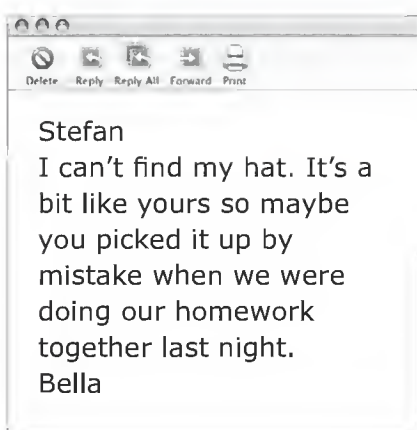 Delete Reply Reply All Forward Print
Stefan
I can't find my hat. It's a
bit like yours so maybe
you picked it up by
mistake when we were
doing our homework
together last night.
Bella